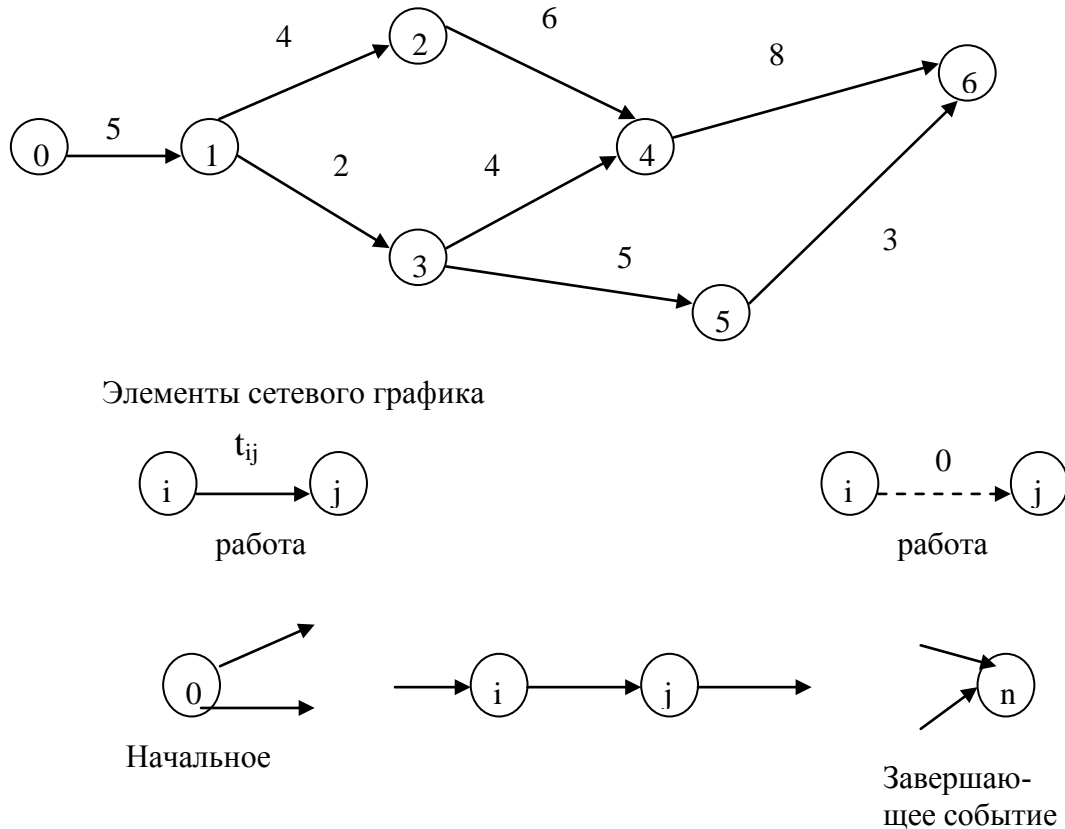 4
2
6
8
6
5
0
1
2
4
4
3
5
3
5
Элементы сетевого графика
t_ij
0
i
j
i
j
работа
работа
0
i
j
n
Начальное
Завершаю-
щее событие